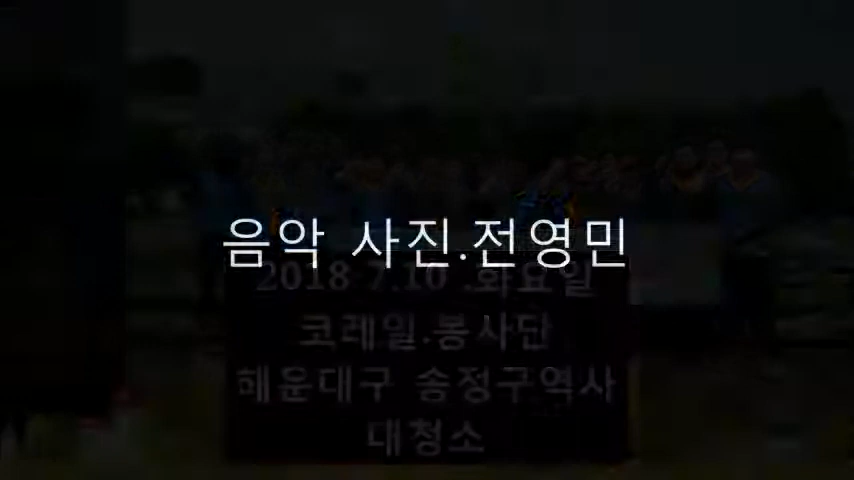 음악 사진.전영민
2018 7.10 .화요일
코레일.봉사단
해운대구 송정구역사
대청소